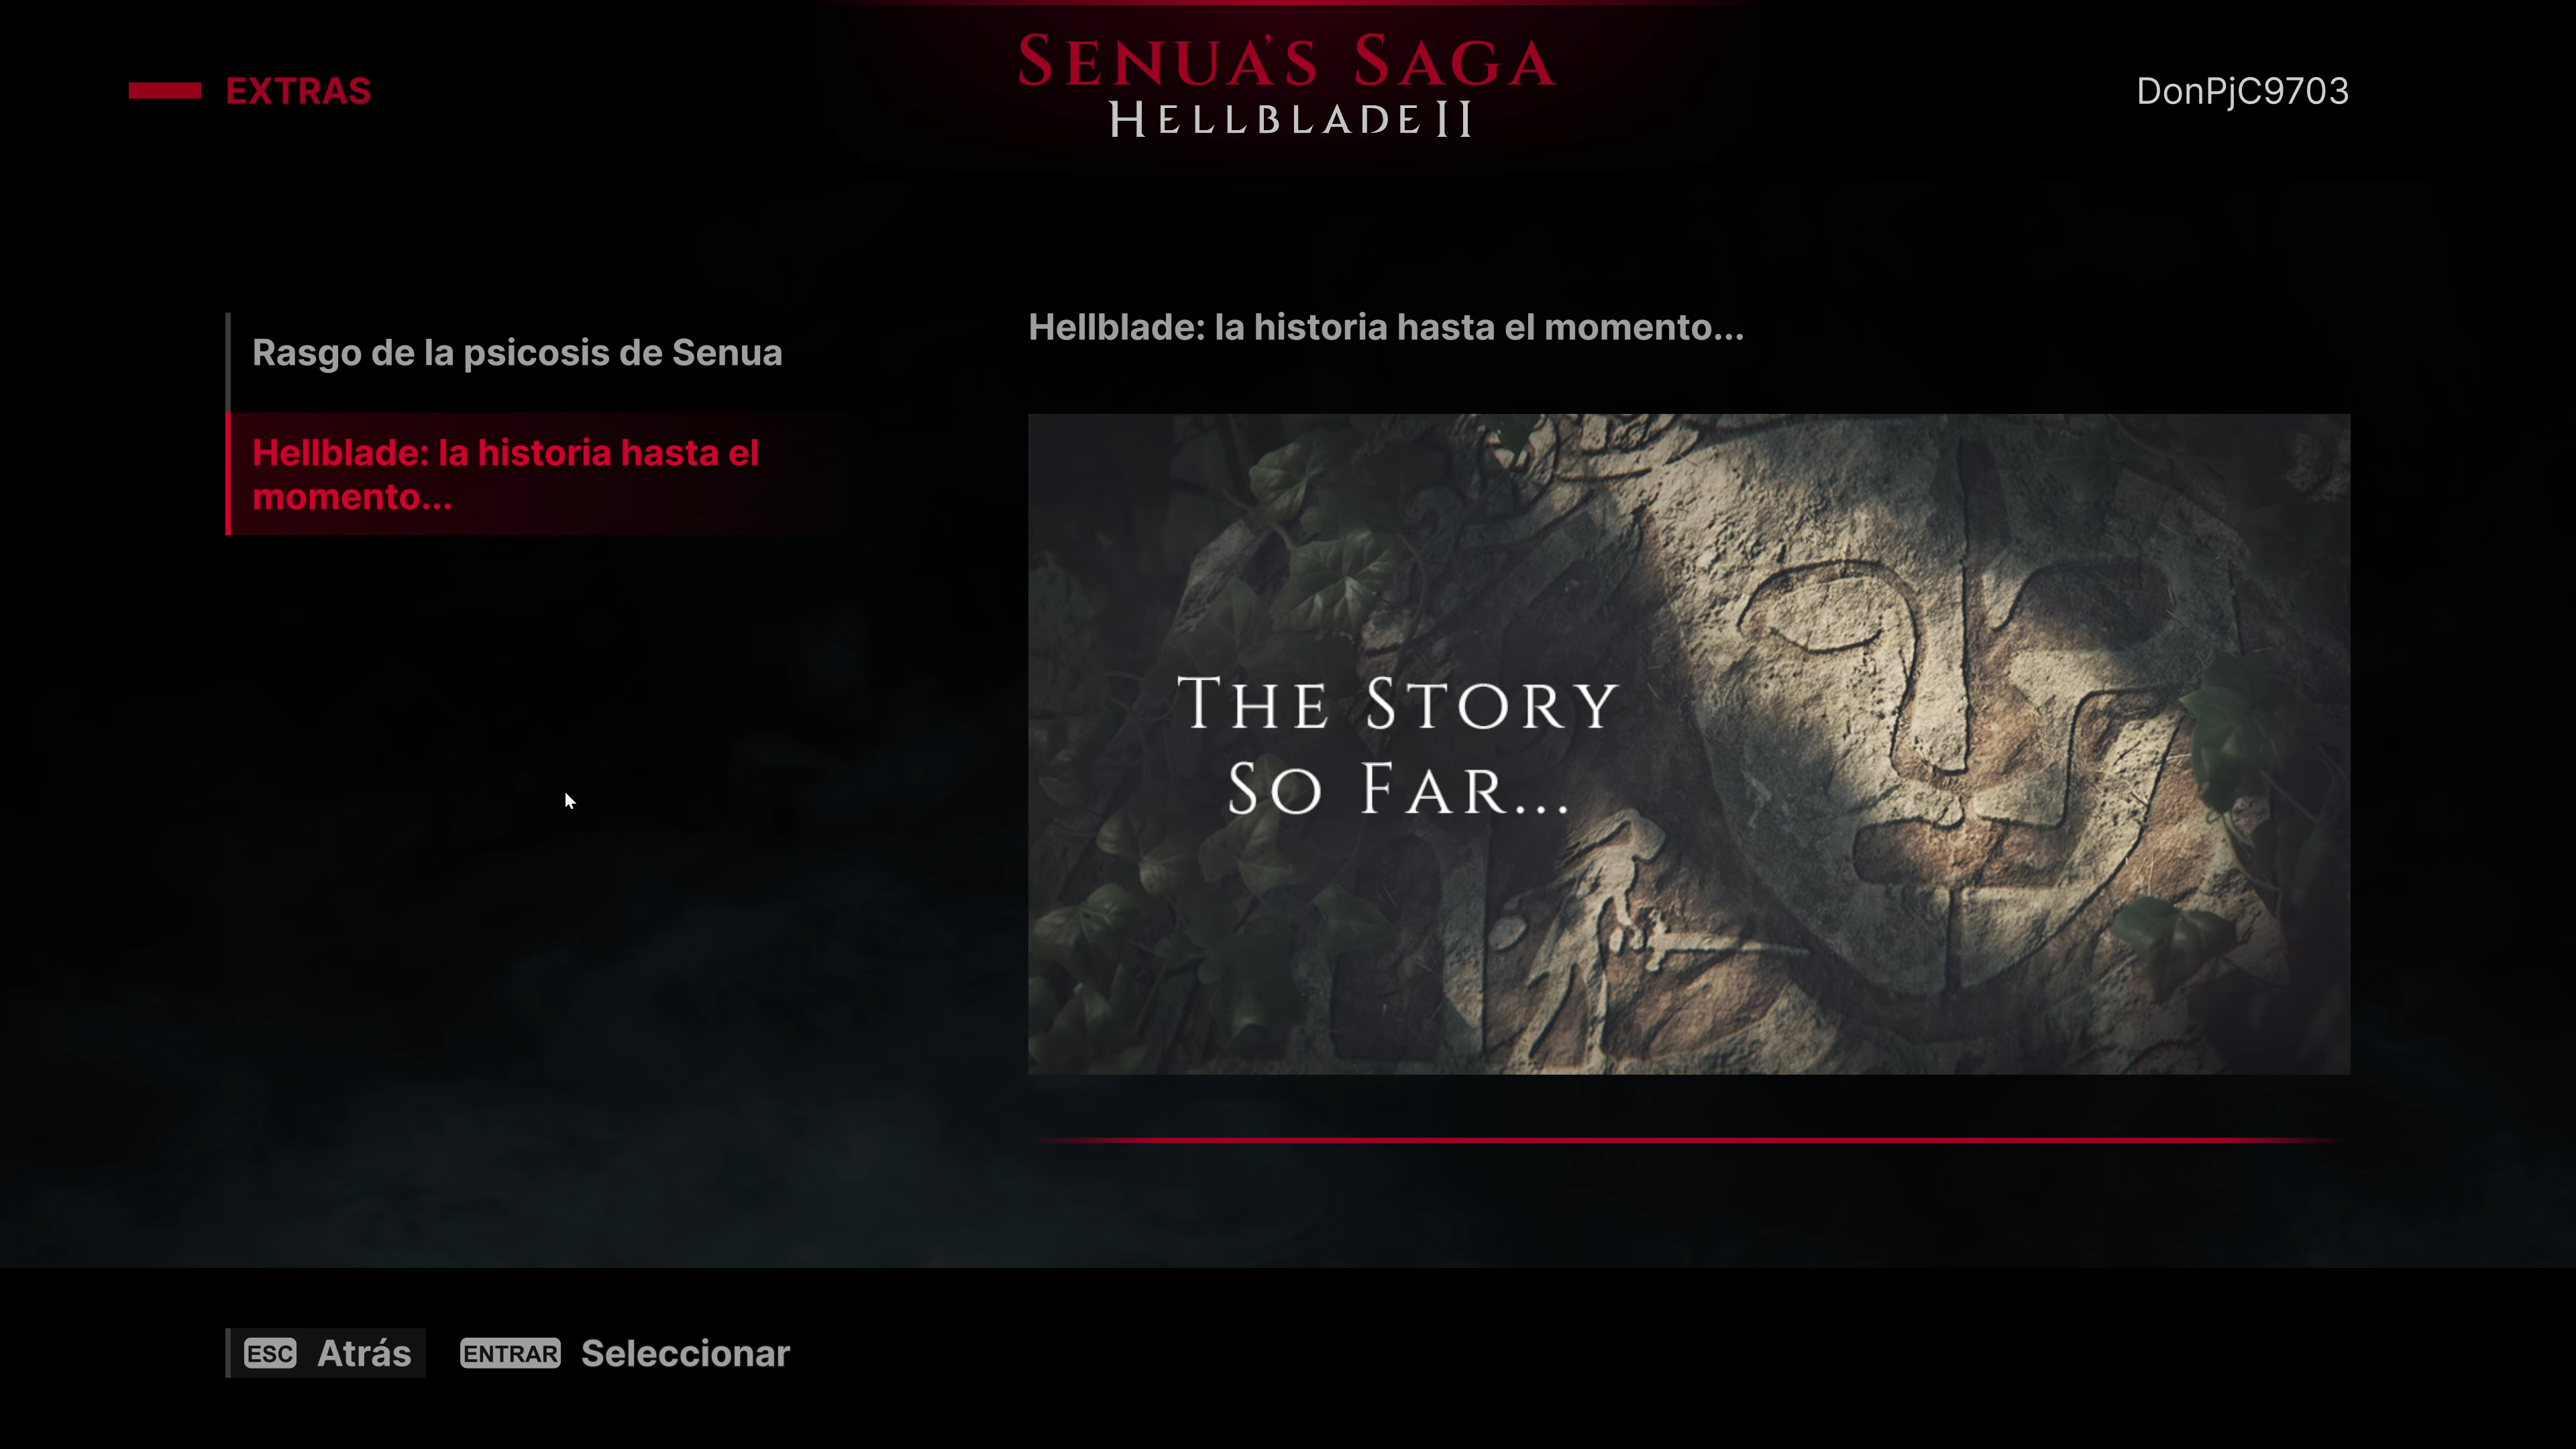 EXTRAS
SENUA'S SAGA
HELLBLADE II
DonPjC9703
Rasgo de la psicosis de Senua
Hellblade: la historia hasta el
momento...
Hellblade: la historia hasta el momento...
THE STORY
SO FAR...
ESC Atrás ENTRAR Seleccionar